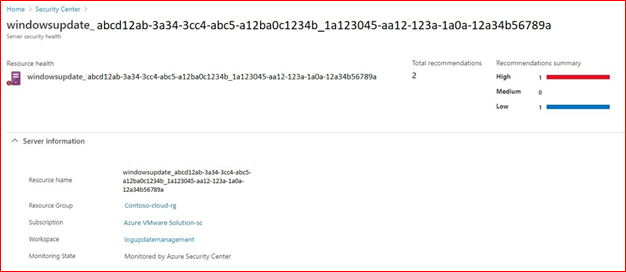 Home > Security Center >
windowsupdate_abcd12ab-3a34-3cc4-abc5-a12ba0c1234b_1a123045-aa12-123a-1a0a-12a34b56789a
Server security health
Resource health
windowsupdate_abcd12ab-3a34-3cc4-abc5-a12ba0c1234b_1a123045-aa12-123a-1a0a-12a34b56789a
Total recommendations
2
Recommendations summary
High 1
Medium 0
Low 1
Server information
Resource Name
windowsupdate_abcd12ab-3a34-3cc4-abc5-
a12ba0c1234b_1a123045-aa12-123a-1a0a-
12a34b56789a
Resource Group Contoso-cloud-rg
Subscription Azure VMware Solution-sc
Workspace logupdatemanagement
Monitoring State Monitored by Azure Security Center